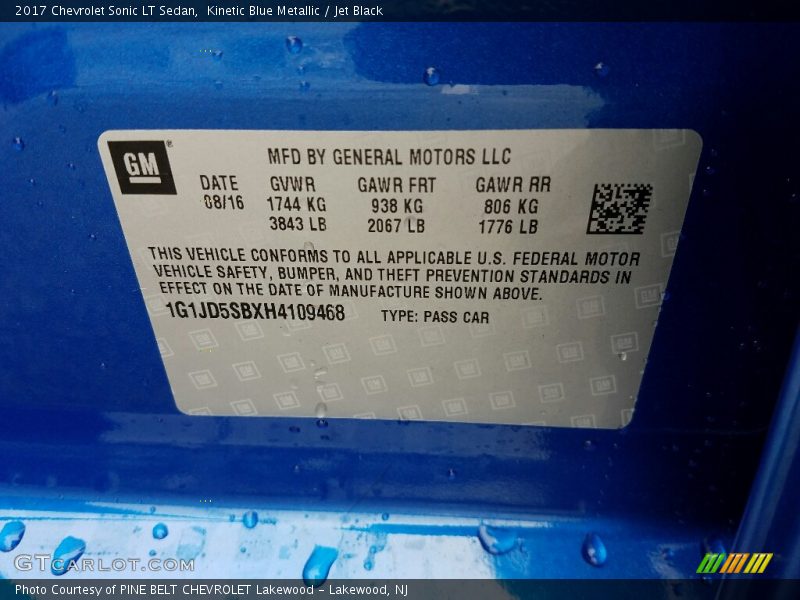 2017 Chevrolet Sonic LT Sedan,  Kinetic Blue Metallic / Jet Black
GM®
MFD BY GENERAL MOTORS LLC
DATE GVWR GAWR FRT GAWR RR
08/16 1744 KG 938 KG 806 KG
3843 LB 2067 LB 1776 LB
THIS VEHICLE CONFORMS TO ALL APPLICABLE U.S. FEDERAL MOTOR
VEHICLE SAFETY, BUMPER, AND THEFT PREVENTION STANDARDS IN
EFFECT ON THE DATE OF MANUFACTURE SHOWN ABOVE.
1G1JD5SBXH4109468 TYPE: PASS CAR
GTCARLOT.COM
Photo Courtesy of PINE BELT CHEVROLET Lakewood – Lakewood, NJ